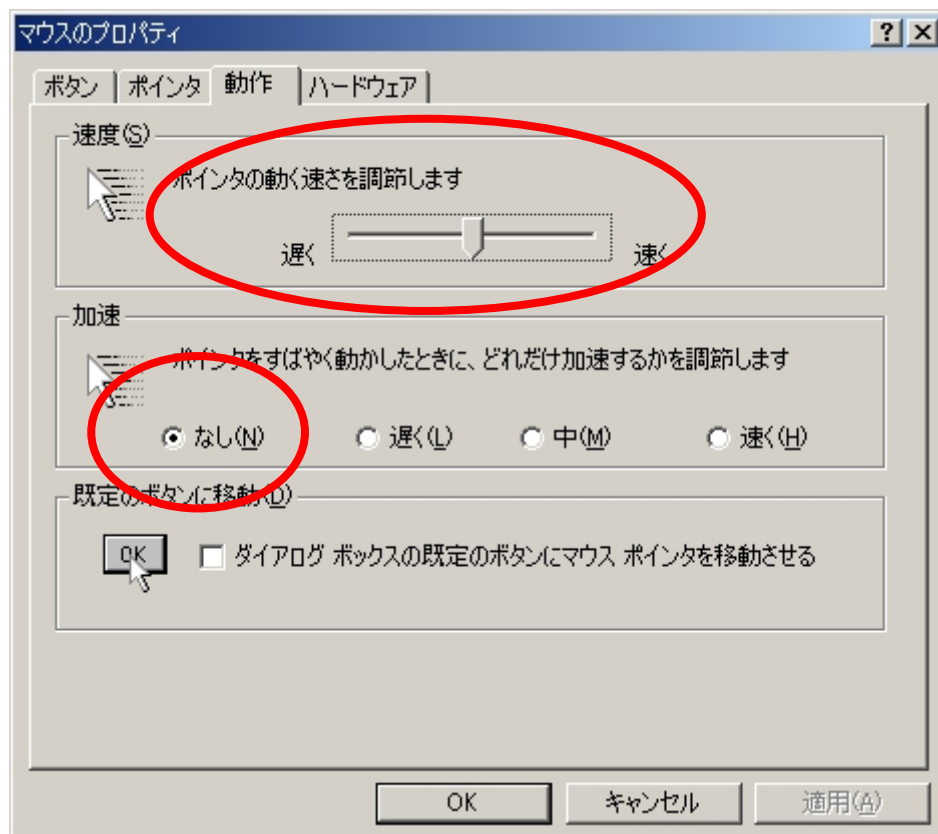 マウスのプロパティ
ボタン ポインタ 動作 ハードウェア
速度(S)
ポインタの動く速さを調節します
遅く 速く
加速
ポインタをすばやく動かしたときに、どれだけ加速するかを調節します
なし(N) 遅く(L) 中(M) 速く(H)
既定のボタンに移動(D)
OK ダイアログ ボックスの既定のボタンにマウス ポインタを移動させる
OK キャンセル 適用(A)